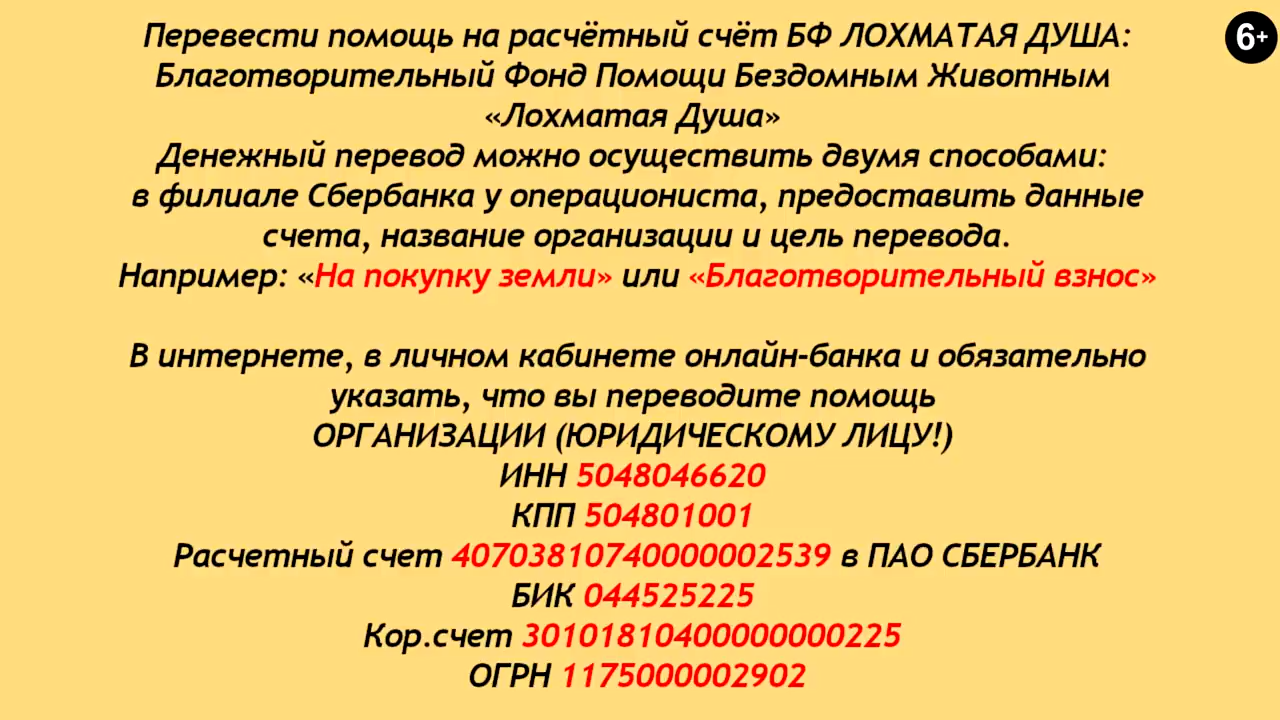 Перевести помощь на расчётный счёт БФ ЛОХМАТАЯ ДУША:
6+
Благотворительный Фонд Помощи Бездомным Животным
«Лохматая Душа»
Денежный перевод можно осуществить двумя способами:
в филиале Сбербанка у операциониста, предоставить данные
счета, название организации и цель перевода.
Например: «На покупку земли» или «Благотворительный взнос»
В интернете, в личном кабинете онлайн-банка и обязательно
указать, что вы переводите помощь
ОРГАНИЗАЦИИ (ЮРИДИЧЕСКОМУ ЛИЦУ!)
ИНН 5048046620
КПП 504801001
Расчетный счет 40703810740000002539 в ПАО СБЕРБАНК
БИК 044525225
Кор.счет 30101810400000000225
ОГРН 1175000002902